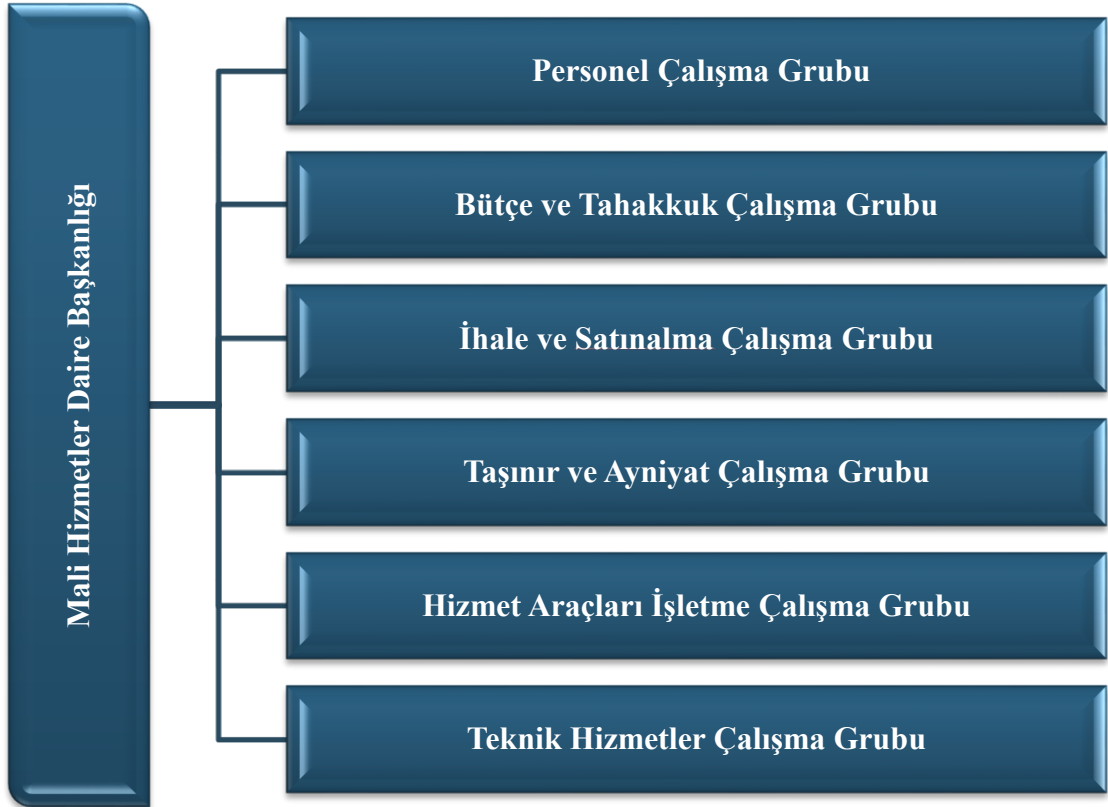 Mali Hizmetler Daire Başkanlığı
Personel Çalışma Grubu
Bütçe ve Tahakkuk Çalışma Grubu
İhale ve Satınalma Çalışma Grubu
Taşınır ve Ayniyat Çalışma Grubu
Hizmet Araçları İşletme Çalışma Grubu
Teknik Hizmetler Çalışma Grubu